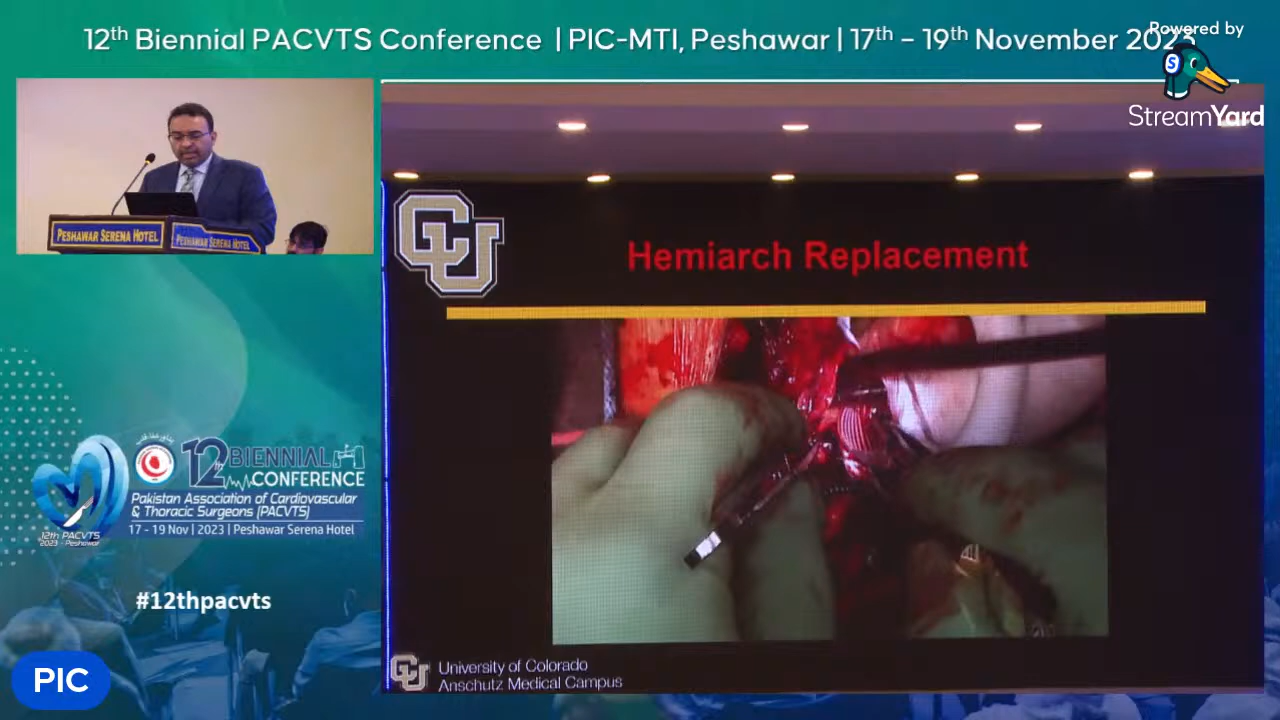 12th Biennial PACVTS Conference | PIC-MTI, Peshawar | 17th – 19th November 2023
Powered by
StreamYard
PESHAWAR SERENA HOTEL
PESHAWAR SERENA HOTEL
CU
Hemiarch Replacement
12th BIENNIAL
CONFERENCE
Pakistan Association of Cardiovascular
& Thoracic Surgeons (PACVTS)
17 - 19 Nov | 2023 | Peshawar Serena Hotel
12th PACVTS
2023 - Peshawar
#12thpacvts
PIC
CU
University of Colorado
Anschutz Medical Campus